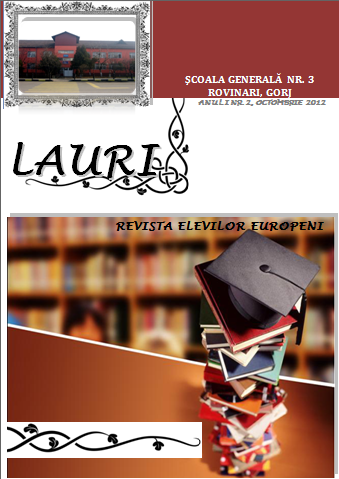 ŞCOALA GENERALĂ NR. 3
ROVINARI, GORJ
ANUL I NR. 2, OCTOMBRIE 2012
LAURI
REVISTA ELEVILOR EUROPENI